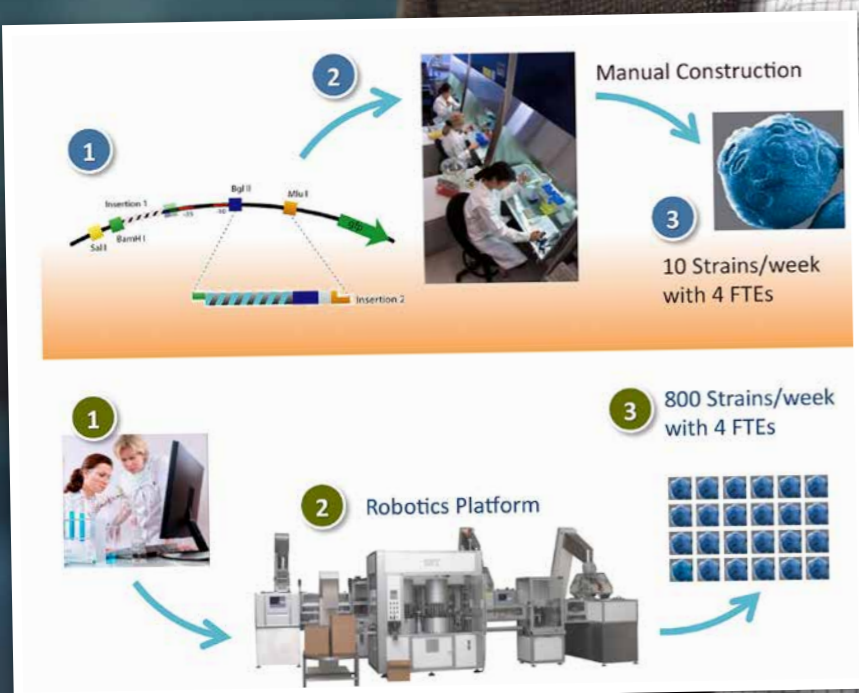 1
2
Manual Construction
3
10 Strains/week
with 4 FTEs
Insertion 1
-35
Bgl II
Mlu I
Sal I
BamH I
Insertion 2
1
2
Robotics Platform
3
800 Strains/week
with 4 FTEs